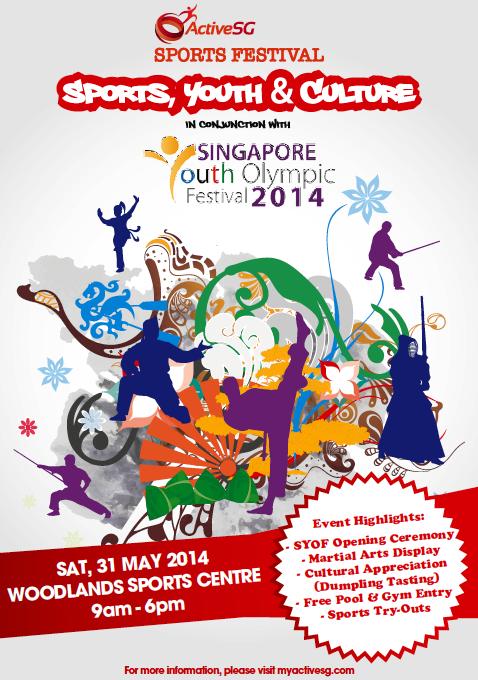 ActiveSG
SPORTS FESTIVAL
SPORTS, YOUTH & CULTURE
IN CONJUNCTION WITH
SINGAPORE
Youth Olympic
Festival 2014
SAT, 31 MAY 2014
WOODLANDS SPORTS CENTRE
9am - 6pm
Event Highlights:
- SYOF Opening Ceremony
- Martial Arts Display
- Cultural Appreciation
(Dumpling Tasting)
- Free Pool & Gym Entry
- Sports Try-Outs
For more information, please visit myactivesg.com